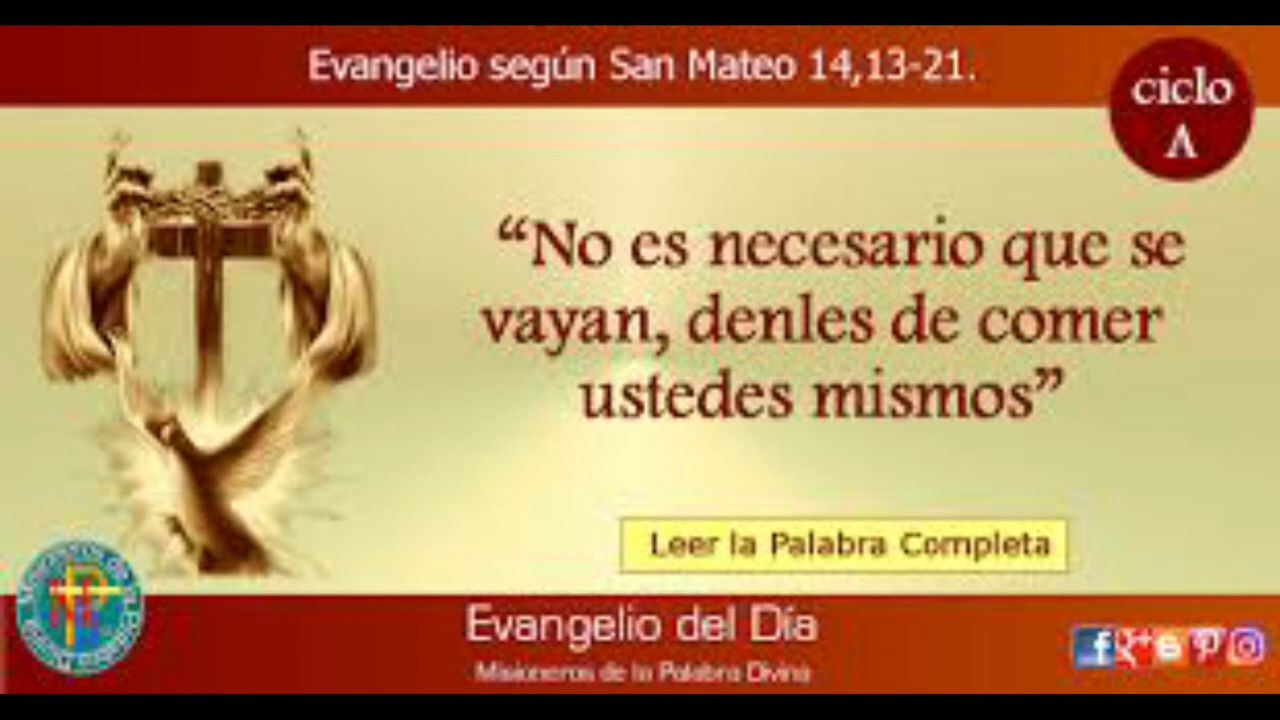 Evangelio según San Mateo 14,13-21.
ciclo
A
“No es necesario que se
vayan, denles de comer
ustedes mismos”
Leer la Palabra Completa
Evangelio del Día
Misioneros de la Palabra Divina